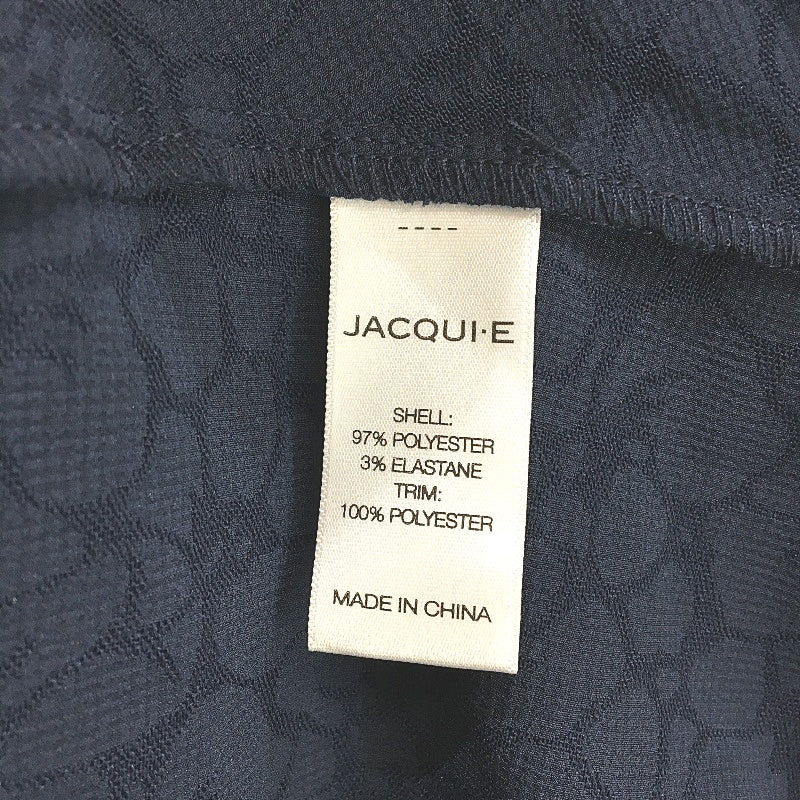 JACQUI·E
SHELL:
97% POLYESTER
3% ELASTANE
TRIM:
100% POLYESTER
MADE IN CHINA